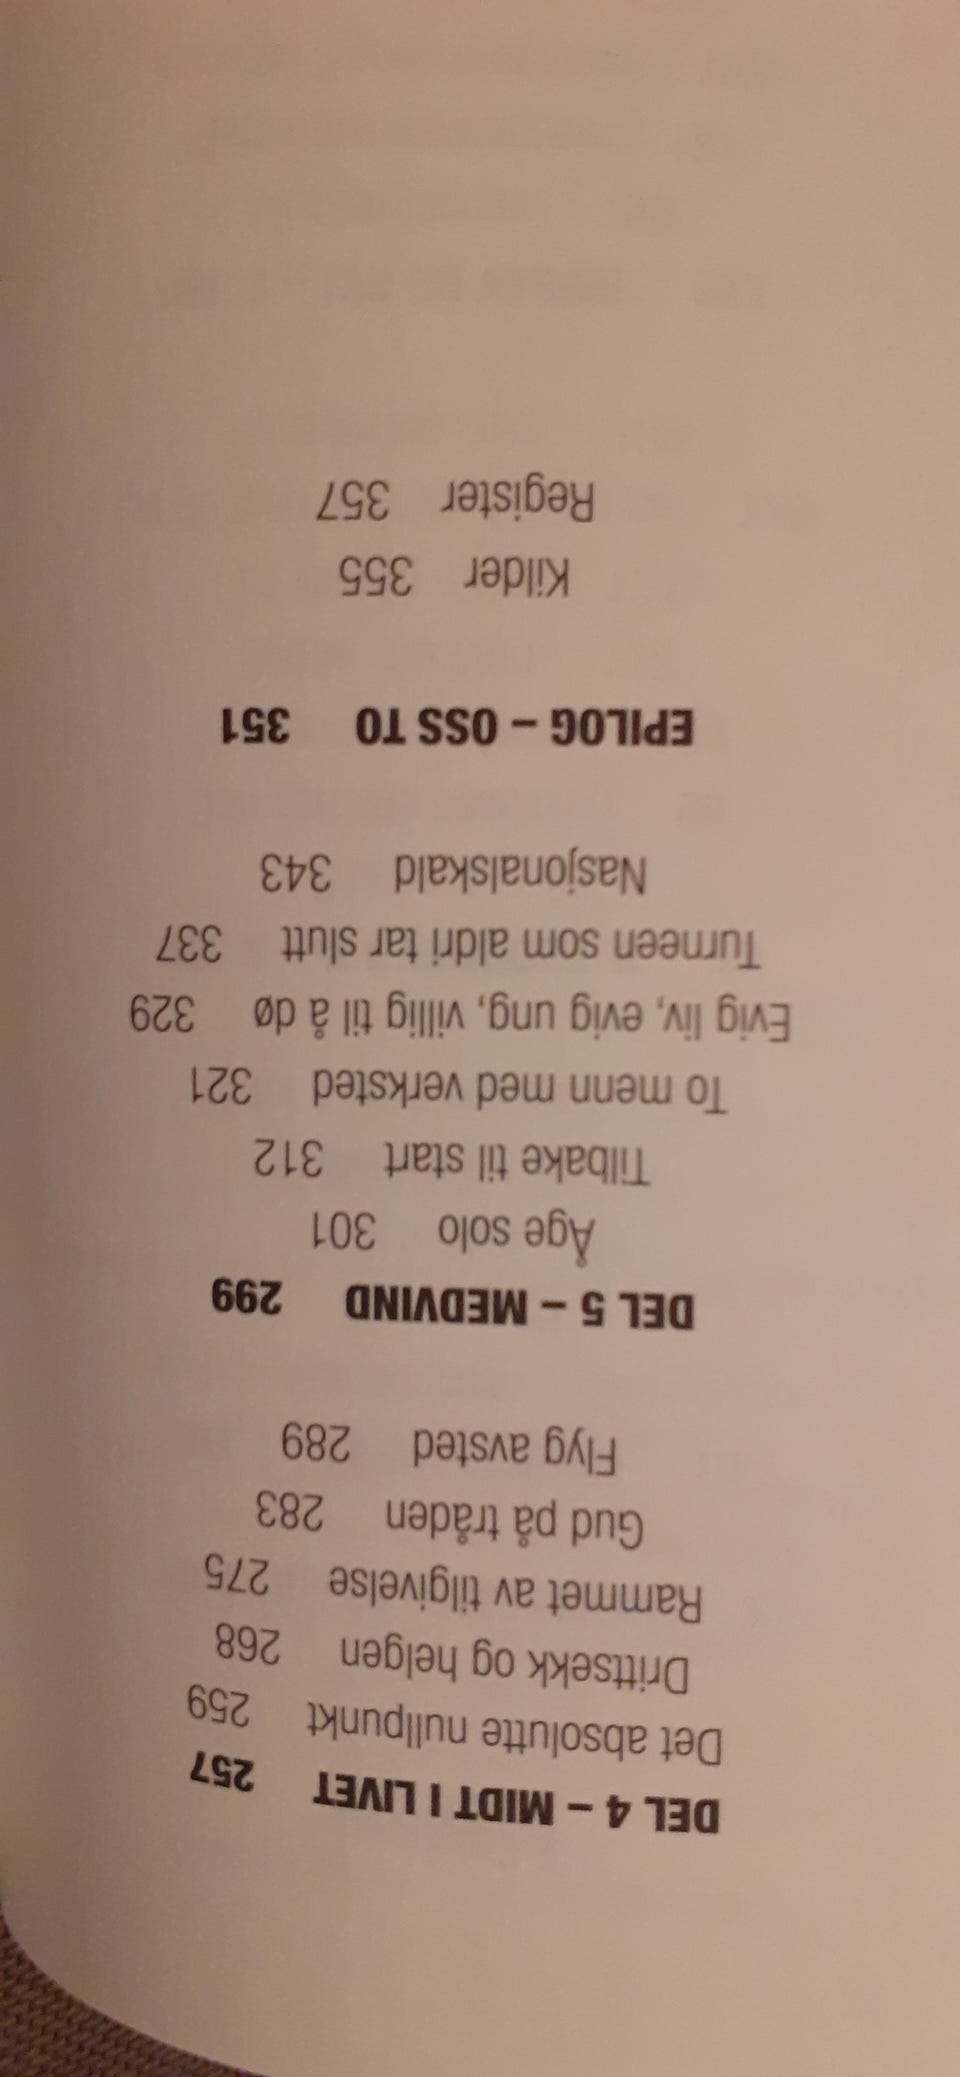 DEL 4 – MIDT I LIVET 257
Det absolutte nullpunkt 259
Drittsekk og helgen 268
Rammet av tilgivelse 275
Gud på tråden 283
Flyg avsted 289
DEL 5 – MEDVIND 299
Åge solo 301
Tilbake til start 312
To menn med verksted 321
Evig liv, evig ung, villig til å dø 329
Turneen som aldri tar slutt 337
Nasjonalskald 343
EPILOG – OSS TO 351
Kilder 355
Register 357